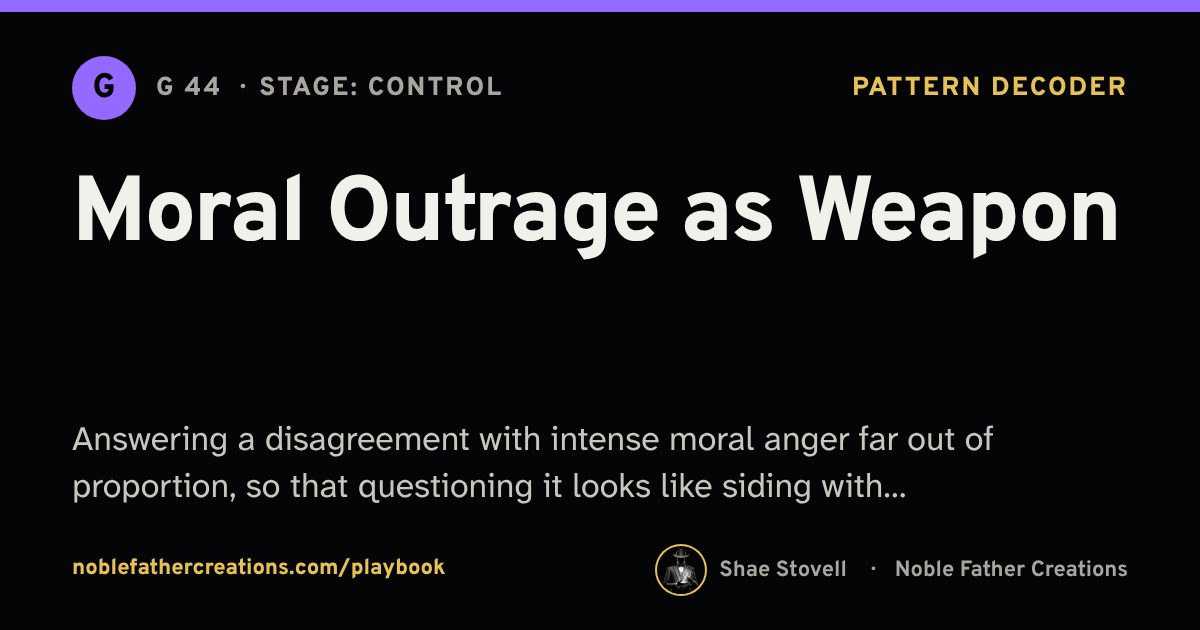 G
G 44 · STAGE: CONTROL
PATTERN DECODER
Moral Outrage as Weapon
Answering a disagreement with intense moral anger far out of
proportion, so that questioning it looks like siding with...
noblefathercreations.com/playbook
Shae Stovell · Noble Father Creations